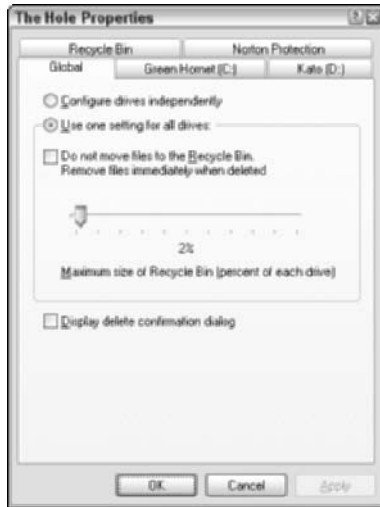 The Hole Properties
Recycle Bin
Norton Protection
Global
Green Hornet (C:)
Kato (D:)
Configure drives independently
Use one setting for all drives:
Do not move files to the Recycle Bin.
Remove files immediately when deleted
2%
Maximum size of Recycle Bin (percent of each drive)
Display delete confirmation dialog
OK
Cancel
Apply